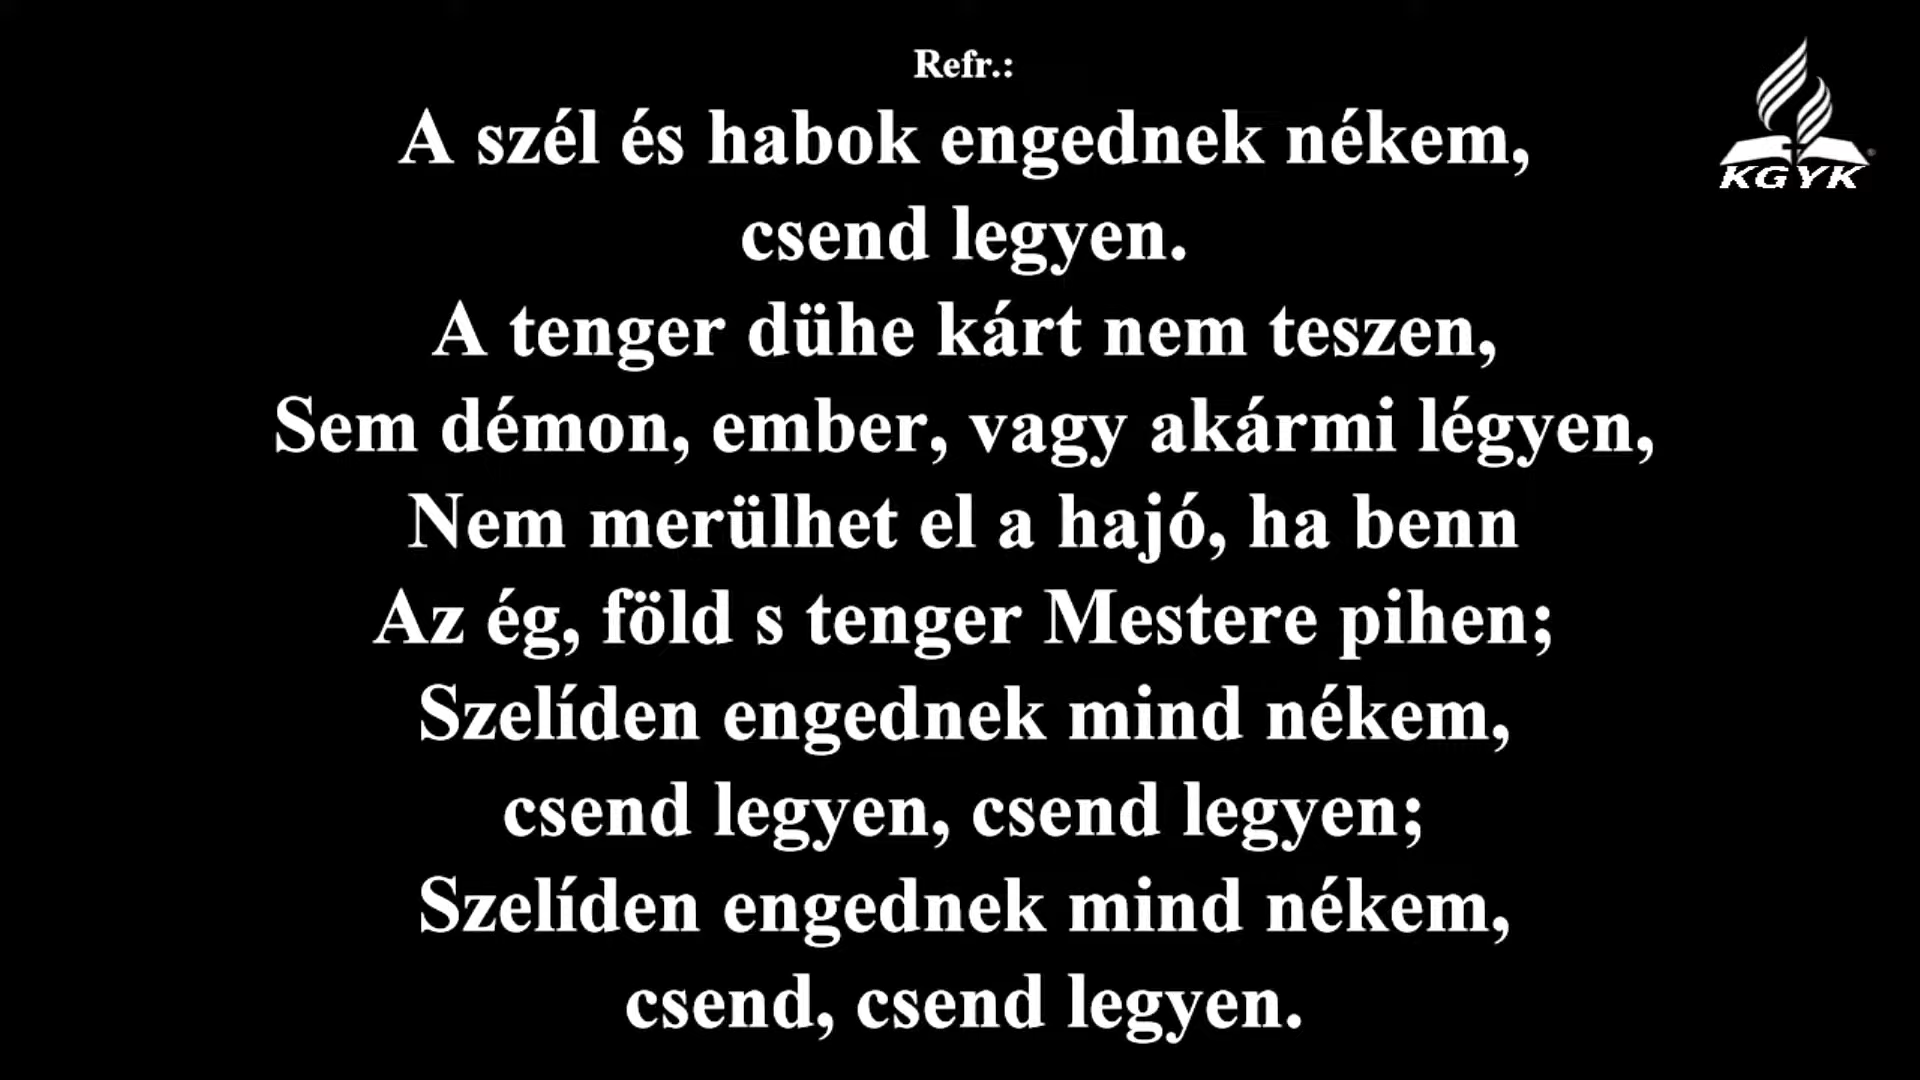 Refr.:
A szél és habok engednek nékem,
csend legyen.
A tenger dühe kárt nem teszen,
Sem démon, ember, vagy akármi légyen,
Nem merülhet el a hajó, ha benn
Az ég, föld s tenger Mestere pihen;
Szelíden engednek mind nékem,
csend legyen, csend legyen;
Szelíden engednek mind nékem,
csend, csend legyen.
KGYK